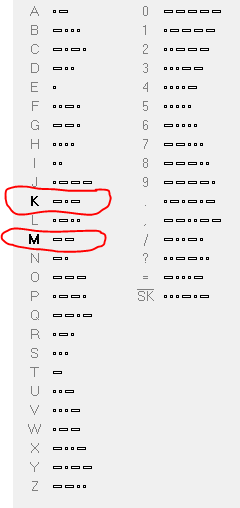 A 0
B 1
C 2
D 3
E 4
F 5
G 6
H 7
I 8
J 9
K .
L ,
M /
N ?
O =
P SK
Q
R
S
T
U
V
W
X
Y
Z